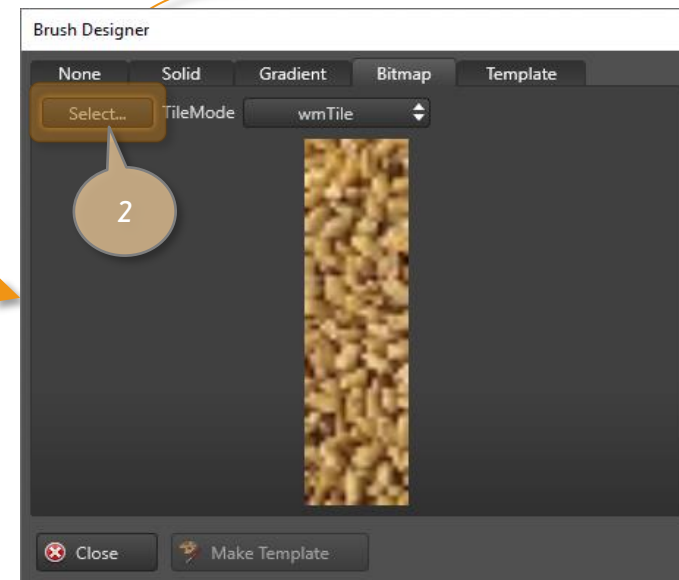 Brush Designer
None Solid Gradient Bitmap Template
Select... TileMode wmTile
2
Close Make Template